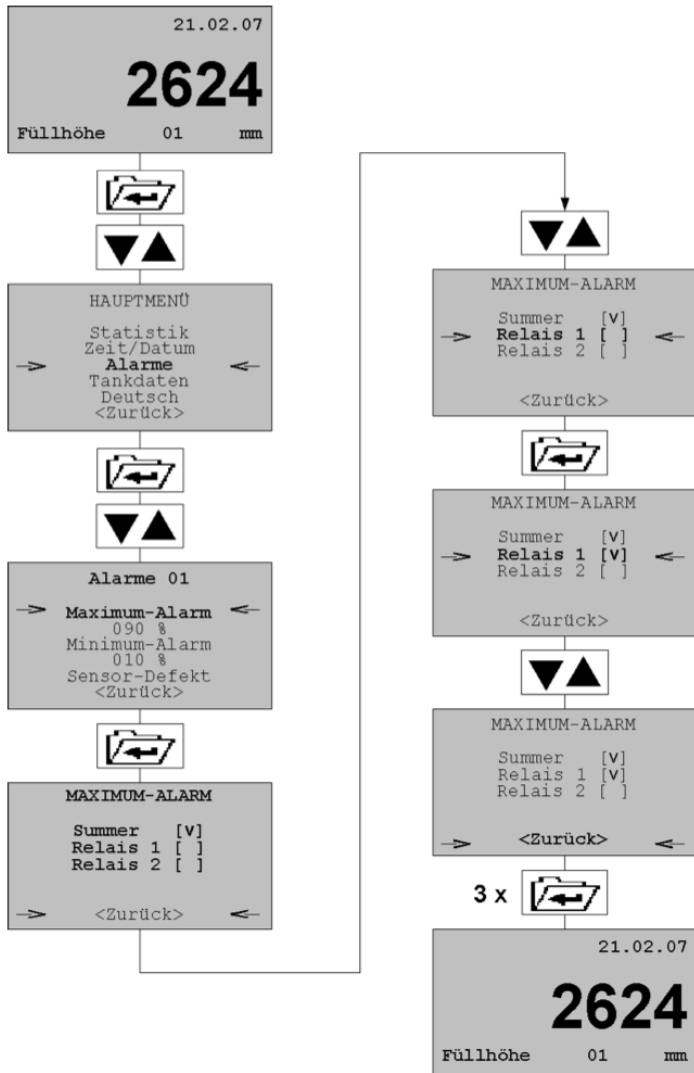 21.02.07
2624
Füllhöhe 01 mm
HAUPTMENÜ
Statistik
Zeit/Datum
Alarme
Tankdaten
Deutsch
<Zurück>
Alarme 01
Maximum-Alarm
090 %
Minimum-Alarm
010 %
Sensor-Defekt
<Zurück>
MAXIMUM-ALARM
Summer [v]
Relais 1 [ ]
Relais 2 [ ]
<Zurück>
MAXIMUM-ALARM
Summer [v]
Relais 1 [ ]
Relais 2 [ ]
<Zurück>
MAXIMUM-ALARM
Summer [v]
Relais 1 [v]
Relais 2 [ ]
<Zurück>
MAXIMUM-ALARM
Summer [v]
Relais 1 [v]
Relais 2 [ ]
<Zurück>
3 x
21.02.07
2624
Füllhöhe 01 mm